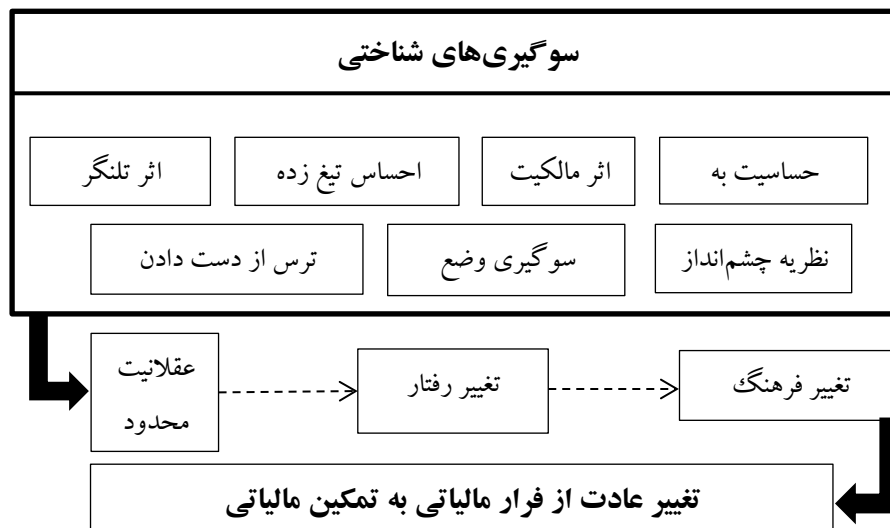 سوگیری‌های شناختی
حساسیت به
اثر مالکیت
احساس تیغ زده
اثر تلنگر
نظریه چشم‌انداز
سوگیری وضع
ترس از دست دادن
عقلانیت
محدود
تغییر رفتار
تغییر فرهنگ
تغییر عادت از فرار مالیاتی به تمکین مالیاتی